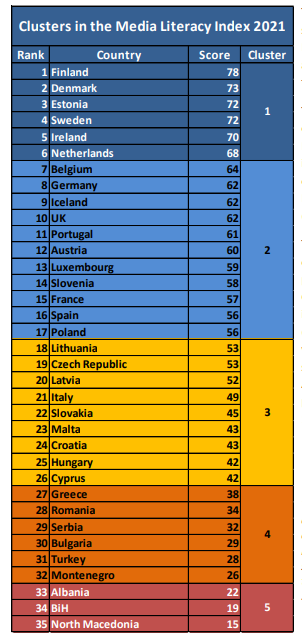 Clusters in the Media Literacy Index 2021
Rank Country Score Cluster
1 Finland 78
2 Denmark 73
3 Estonia 72
4 Sweden 72
1
5 Ireland 70
6 Netherlands 68
7 Belgium 64
8 Germany 62
9 Iceland 62
10 UK 62
11 Portugal 61
12 Austria 60 2
13 Luxembourg 59
14 Slovenia 58
15 France 57
16 Spain 56
17 Poland 56
18 Lithuania 53
19 Czech Republic 53
20 Latvia 52
21 Italy 49
22 Slovakia 45 3
23 Malta 43
24 Croatia 43
25 Hungary 42
26 Cyprus 42
27 Greece 38
28 Romania 34
29 Serbia 32
4
30 Bulgaria 29
31 Turkey 28
32 Montenegro 26
33 Albania 22
34 BiH 19 5
35 North Macedonia 15